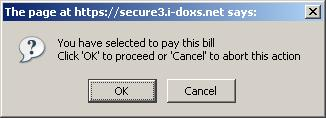 The page at https://secure3.i-doxs.net says:
You have selected to pay this bill
Click 'OK' to proceed or 'Cancel' to abort this action
OK
Cancel